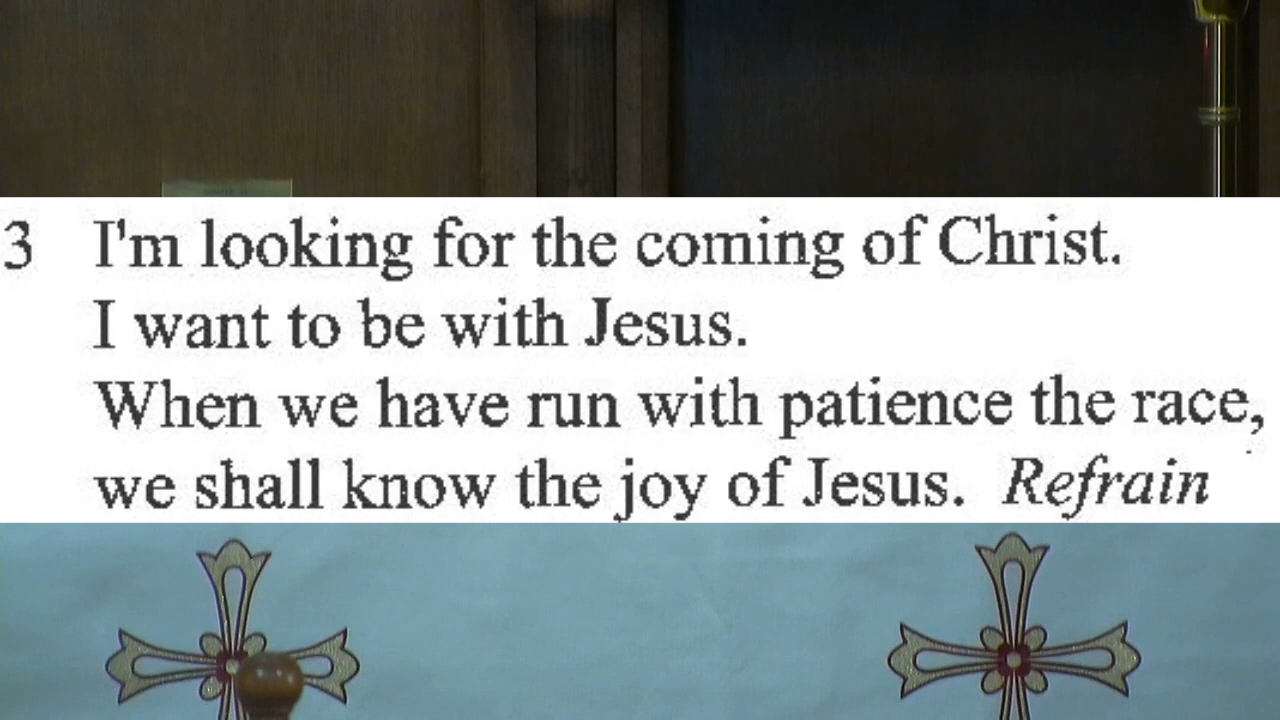 3 I'm looking for the coming of Christ.
I want to be with Jesus.
When we have run with patience the race,
we shall know the joy of Jesus. Refrain